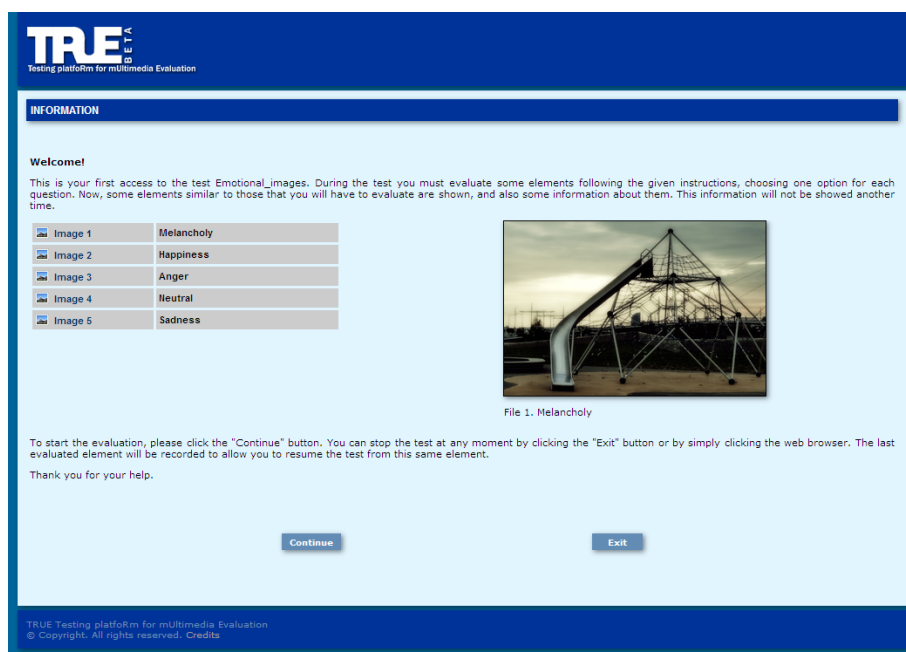 TRUE BETA
Testing platfoRm for mUltimedia Evaluation
INFORMATION
Welcome!
This is your first access to the test Emotional_images. During the test you must evaluate some elements following the given instructions, choosing one option for each
question. Now, some elements similar to those that you will have to evaluate are shown, and also some information about them. This information will not be showed another
time.
Image 1 Melancholy
Image 2 Happiness
Image 3 Anger
Image 4 Neutral
Image 5 Sadness
File 1. Melancholy
To start the evaluation, please click the "Continue" button. You can stop the test at any moment by clicking the "Exit" button or by simply clicking the web browser. The last
evaluated element will be recorded to allow you to resume the test from this same element.
Thank you for your help.
Continue Exit
TRUE Testing platfoRm for mUltimedia Evaluation
© Copyright. All rights reserved. Credits